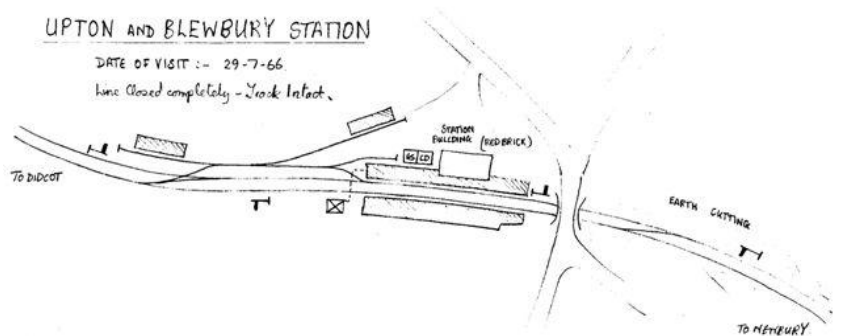 UPTON AND BLEWBURY STATION
DATE OF VISIT :- 29-7-66.
Line Closed completely - Track Intact.
STATION
BUILDING (RED BRICK)
GS LD
TO DIDCOT
EARTH CUTTING
TO NEWBURY